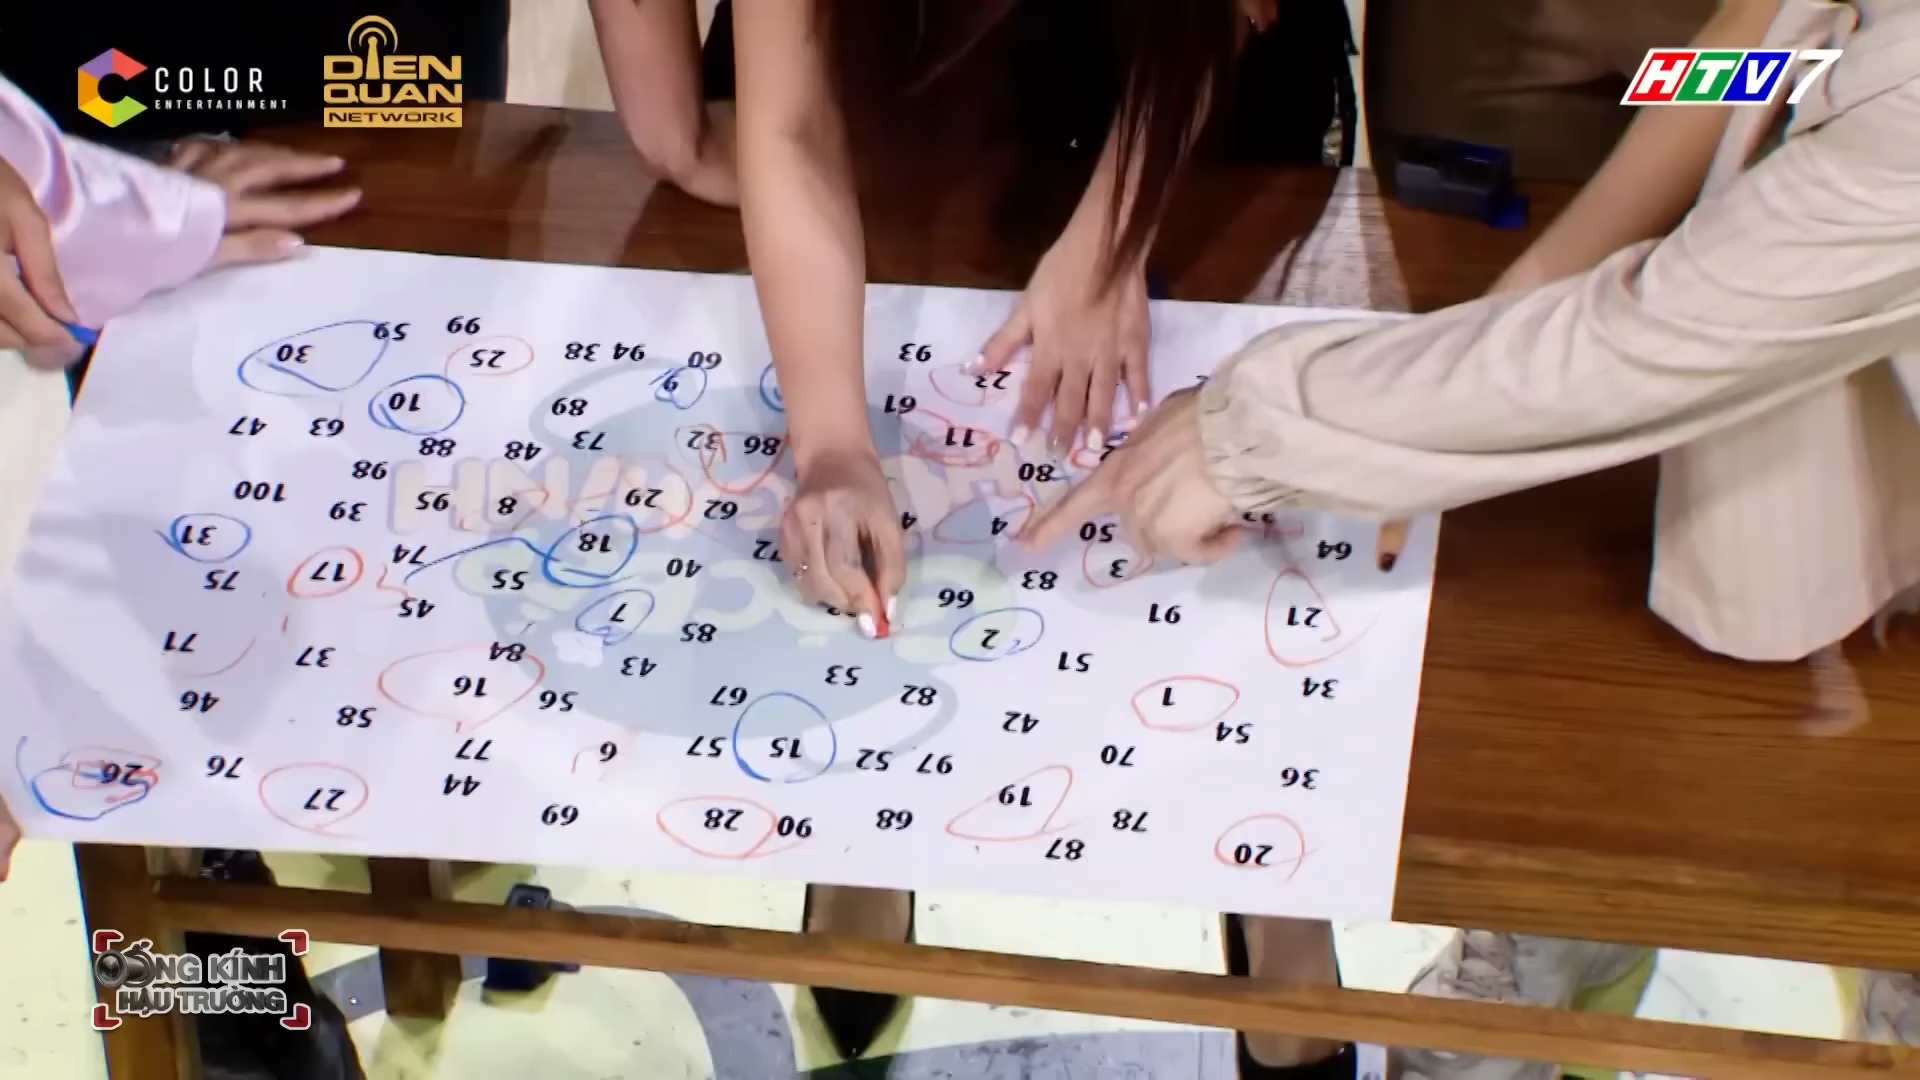 COLOR
ENTERTAINMENT
DIEN
QUAN
NETWORK
HTV7
59 99
30 25 38 94 60 93
10 9 22
47 63 89 61
88 48 73 32 86 11
98 80
100 39 95 8 29 62 4
31 74 18 72 50
75 17 55 40 83 3 64
45 7 66 91 21
71 37 84 85 2
43 51
46 58 16 56 67 53 82 1 34
42 54
26 76 77 6 57 15 52 97 70 36
27 44 19
69 28 90 68 78
87 20
ỐNG KÍNH
HẬU TRƯỜNG